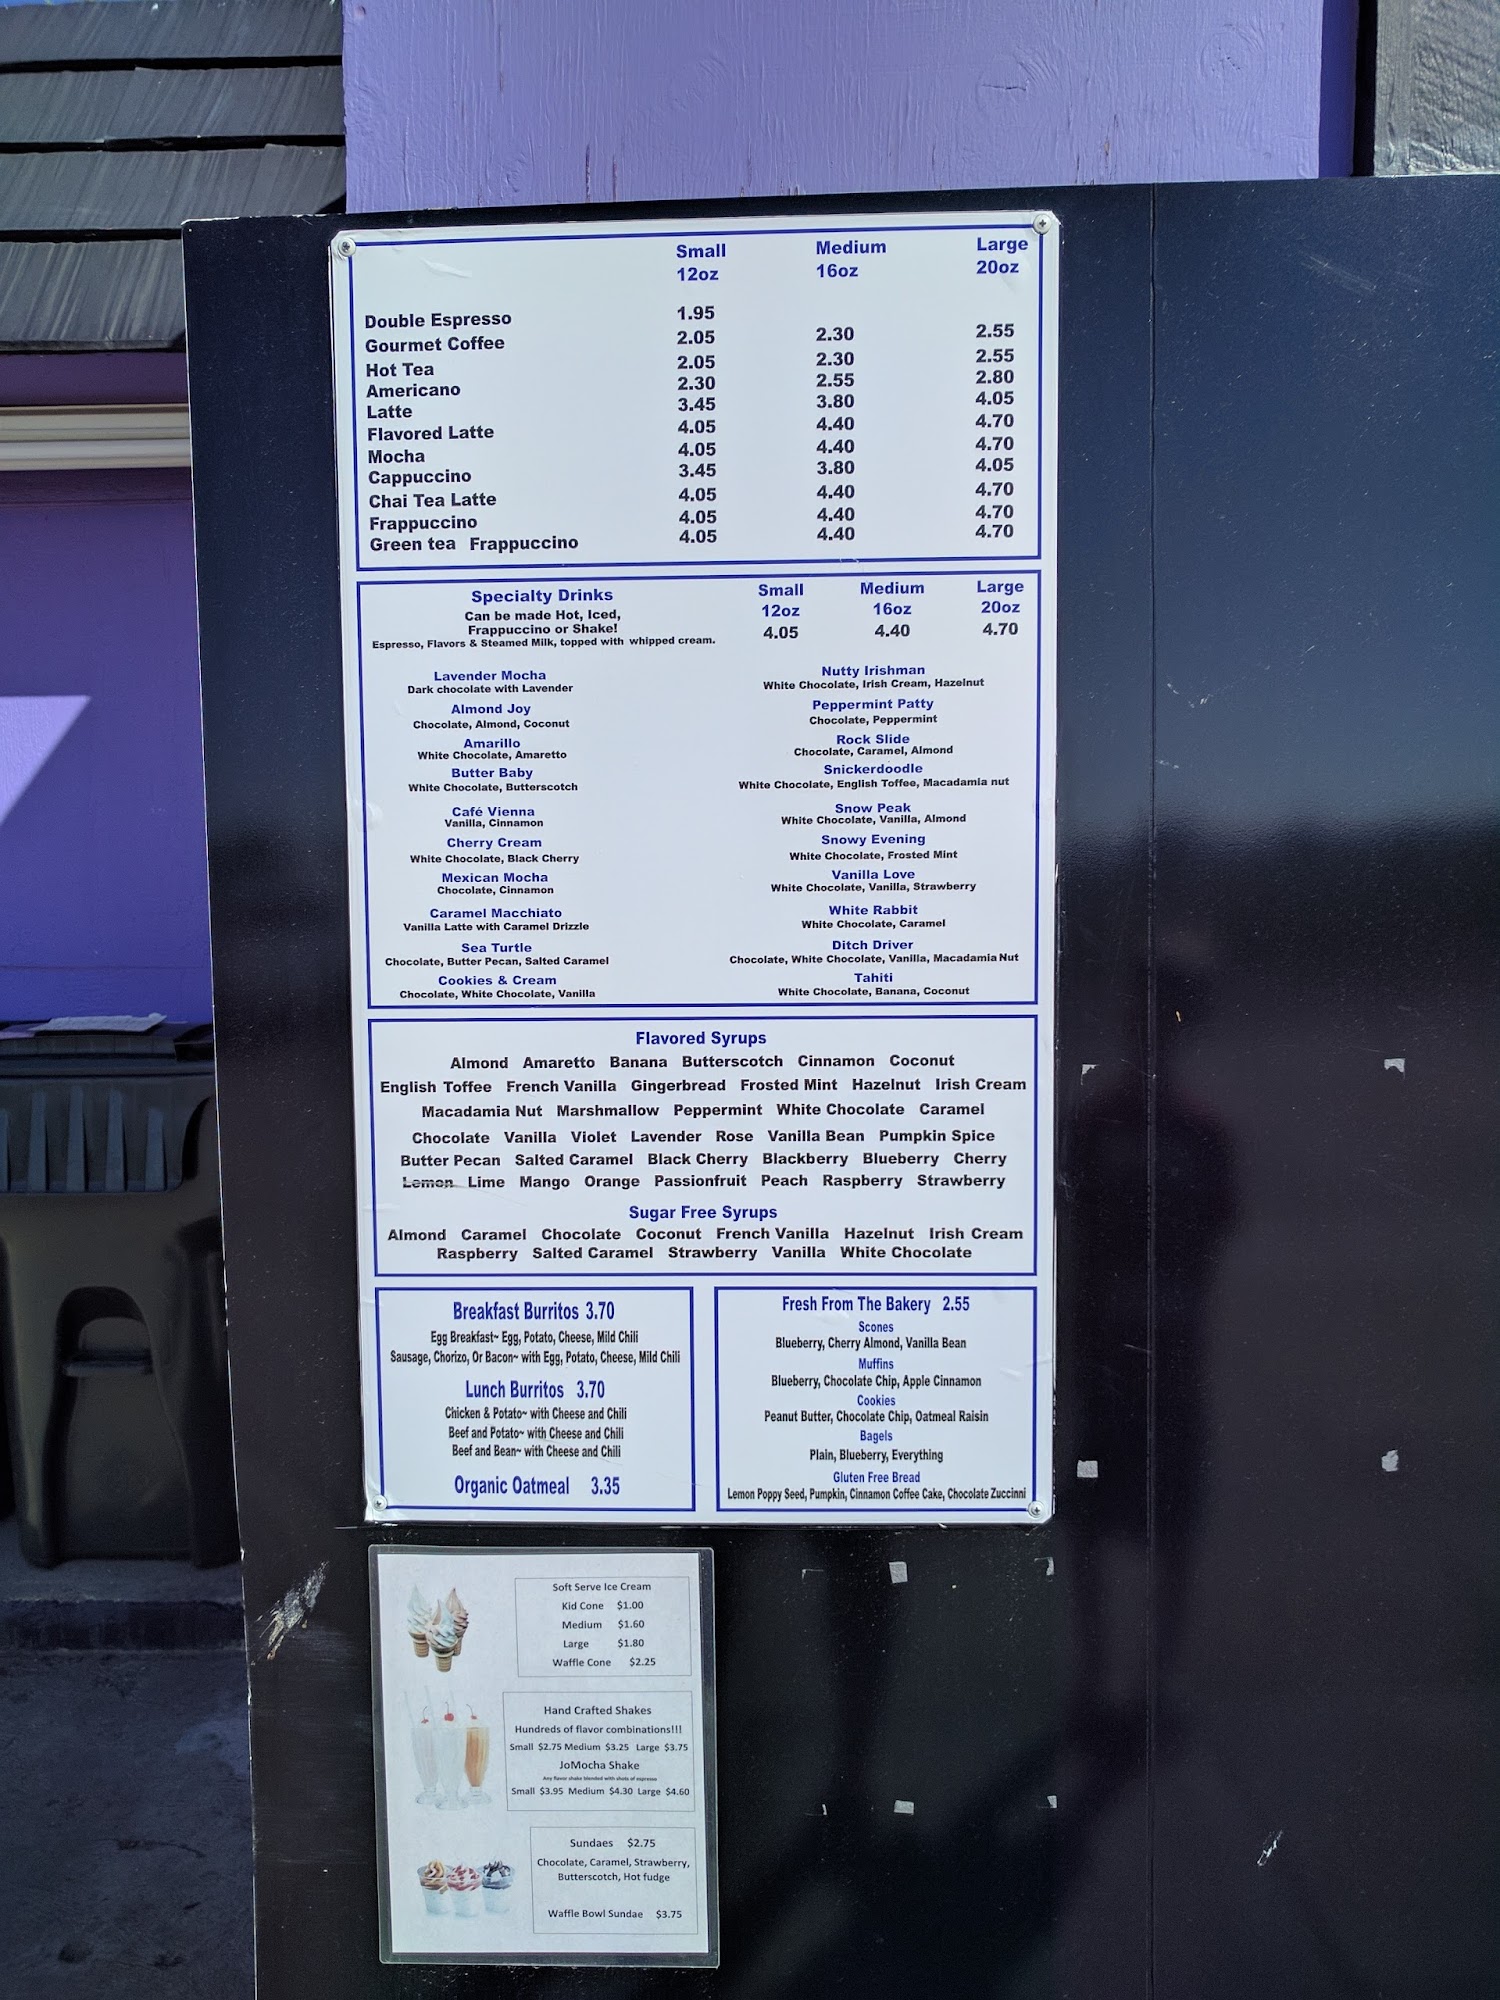 Small Medium Large
12oz 16oz 20oz
Double Espresso 1.95
Gourmet Coffee 2.05 2.30 2.55
Hot Tea 2.05 2.30 2.55
Americano 2.30 2.55 2.80
Latte 3.45 3.80 4.05
Flavored Latte 4.05 4.40 4.70
Mocha 4.05 4.40 4.70
Cappuccino 3.45 3.80 4.05
Chai Tea Latte 4.05 4.40 4.70
Frappuccino 4.05 4.40 4.70
Green tea Frappuccino 4.05 4.40 4.70
Specialty Drinks Small Medium Large
Can be made Hot, Iced, 12oz 16oz 20oz
Frappuccino or Shake! 4.05 4.40 4.70
Espresso, Flavors & Steamed Milk, topped with whipped cream.
Lavender Mocha
Dark chocolate with Lavender
Almond Joy
Chocolate, Almond, Coconut
Amarillo
White Chocolate, Amaretto
Butter Baby
White Chocolate, Butterscotch
Café Vienna
Vanilla, Cinnamon
Cherry Cream
White Chocolate, Black Cherry
Mexican Mocha
Chocolate, Cinnamon
Caramel Macchiato
Vanilla Latte with Caramel Drizzle
Sea Turtle
Chocolate, Butter Pecan, Salted Caramel
Cookies & Cream
Chocolate, White Chocolate, Vanilla
Nutty Irishman
White Chocolate, Irish Cream, Hazelnut
Peppermint Patty
Chocolate, Peppermint
Rock Slide
Chocolate, Caramel, Almond
Snickerdoodle
White Chocolate, English Toffee, Macadamia nut
Snow Peak
White Chocolate, Vanilla, Almond
Snowy Evening
White Chocolate, Frosted Mint
Vanilla Love
White Chocolate, Vanilla, Strawberry
White Rabbit
White Chocolate, Caramel
Ditch Driver
Chocolate, White Chocolate, Vanilla, Macadamia Nut
Tahiti
White Chocolate, Banana, Coconut
Flavored Syrups
Almond Amaretto Banana Butterscotch Cinnamon Coconut
English Toffee French Vanilla Gingerbread Frosted Mint Hazelnut Irish Cream
Macadamia Nut Marshmallow Peppermint White Chocolate Caramel
Chocolate Vanilla Violet Lavender Rose Vanilla Bean Pumpkin Spice
Butter Pecan Salted Caramel Black Cherry Blackberry Blueberry Cherry
Lemon Lime Mango Orange Passionfruit Peach Raspberry Strawberry
Sugar Free Syrups
Almond Caramel Chocolate Coconut French Vanilla Hazelnut Irish Cream
Raspberry Salted Caramel Strawberry Vanilla White Chocolate
Breakfast Burritos 3.70
Egg Breakfast~ Egg, Potato, Cheese, Mild Chili
Sausage, Chorizo, Or Bacon~ with Egg, Potato, Cheese, Mild Chili
Lunch Burritos 3.70
Chicken & Potato~ with Cheese and Chili
Beef and Potato~ with Cheese and Chili
Beef and Bean~ with Cheese and Chili
Organic Oatmeal 3.35
Fresh From The Bakery 2.55
Scones
Blueberry, Cherry Almond, Vanilla Bean
Muffins
Blueberry, Chocolate Chip, Apple Cinnamon
Cookies
Peanut Butter, Chocolate Chip, Oatmeal Raisin
Bagels
Plain, Blueberry, Everything
Gluten Free Bread
Lemon Poppy Seed, Pumpkin, Cinnamon Coffee Cake, Chocolate Zuccinni
Soft Serve Ice Cream
Kid Cone $1.00
Medium $1.60
Large $1.80
Waffle Cone $2.25
Hand Crafted Shakes
Hundreds of flavor combinations!!!
Small $2.75 Medium $3.25 Large $3.75
JoMocha Shake
Any flavor shake blended with shots of espresso
Small $3.95 Medium $4.30 Large $4.60
Sundaes $2.75
Chocolate, Caramel, Strawberry,
Butterscotch, Hot fudge
Waffle Bowl Sundae $3.75